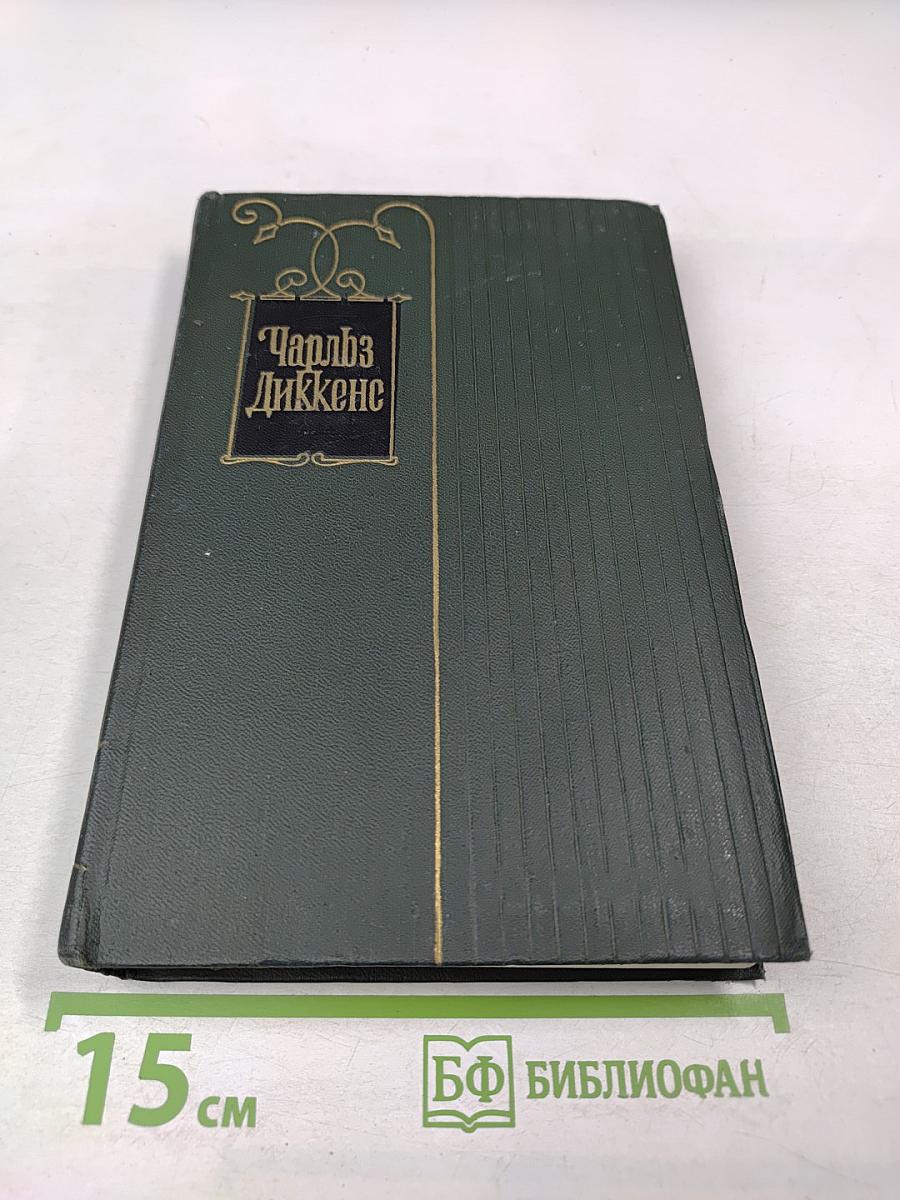 Чарльз
Диккенс
15 см
БФ БИБЛИОФАН